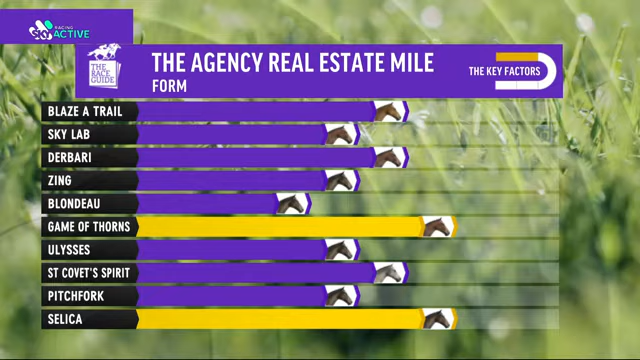 SKY RACING
ACTIVE
THE RACE GUIDE
THE AGENCY REAL ESTATE MILE
FORM
THE KEY FACTORS
BLAZE A TRAIL
SKY LAB
DERBARI
ZING
BLONDEAU
GAME OF THORNS
ULYSSES
ST COVET'S SPIRIT
PITCHFORK
SELICA